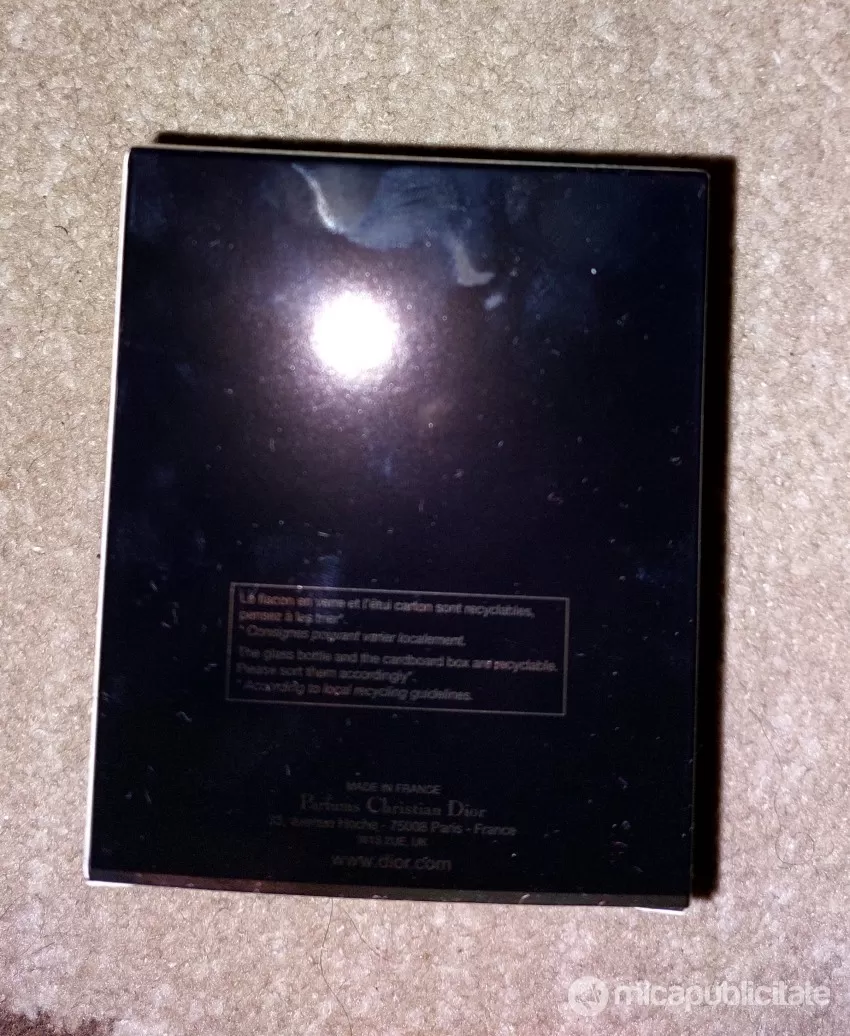 Le flacon en verre et l'étui carton sont recyclables,
pensez à les trier*.
* Consignes pouvant varier localement.
The glass bottle and the cardboard box are recyclable.
Please sort them accordingly*.
* According to local recycling guidelines.
MADE IN FRANCE
Parfums Christian Dior
33, avenue Hoche - 75008 Paris - France
W1S UK
www.dior.com
micapublicitate